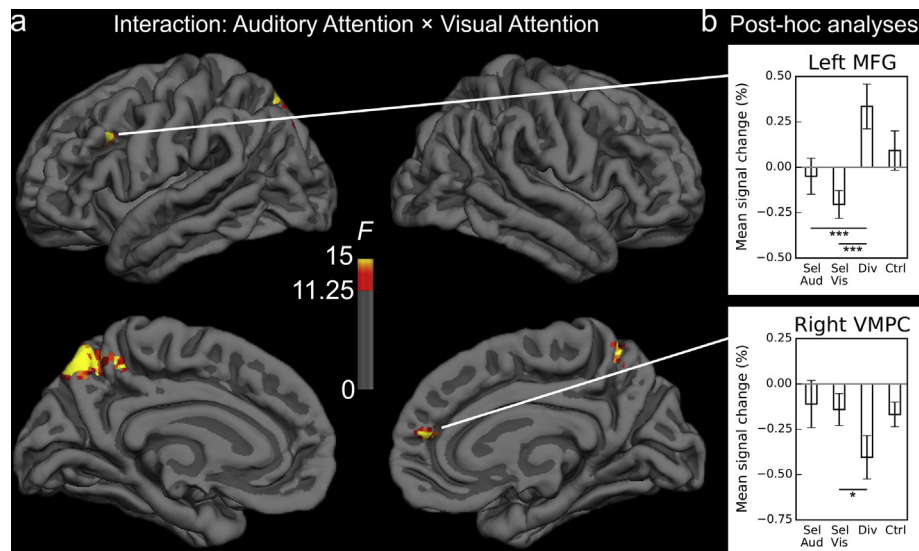 a Interaction: Auditory Attention × Visual Attention
b Post-hoc analyses
Left MFG
Mean signal change (%)
0.50
0.25
0.00
−0.25
−0.50
***
***
Sel Aud
Sel Vis
Div
Ctrl
F
15
11.25
0
Right VMPC
Mean signal change (%)
0.25
0.00
−0.25
−0.50
−0.75
*
Sel Aud
Sel Vis
Div
Ctrl